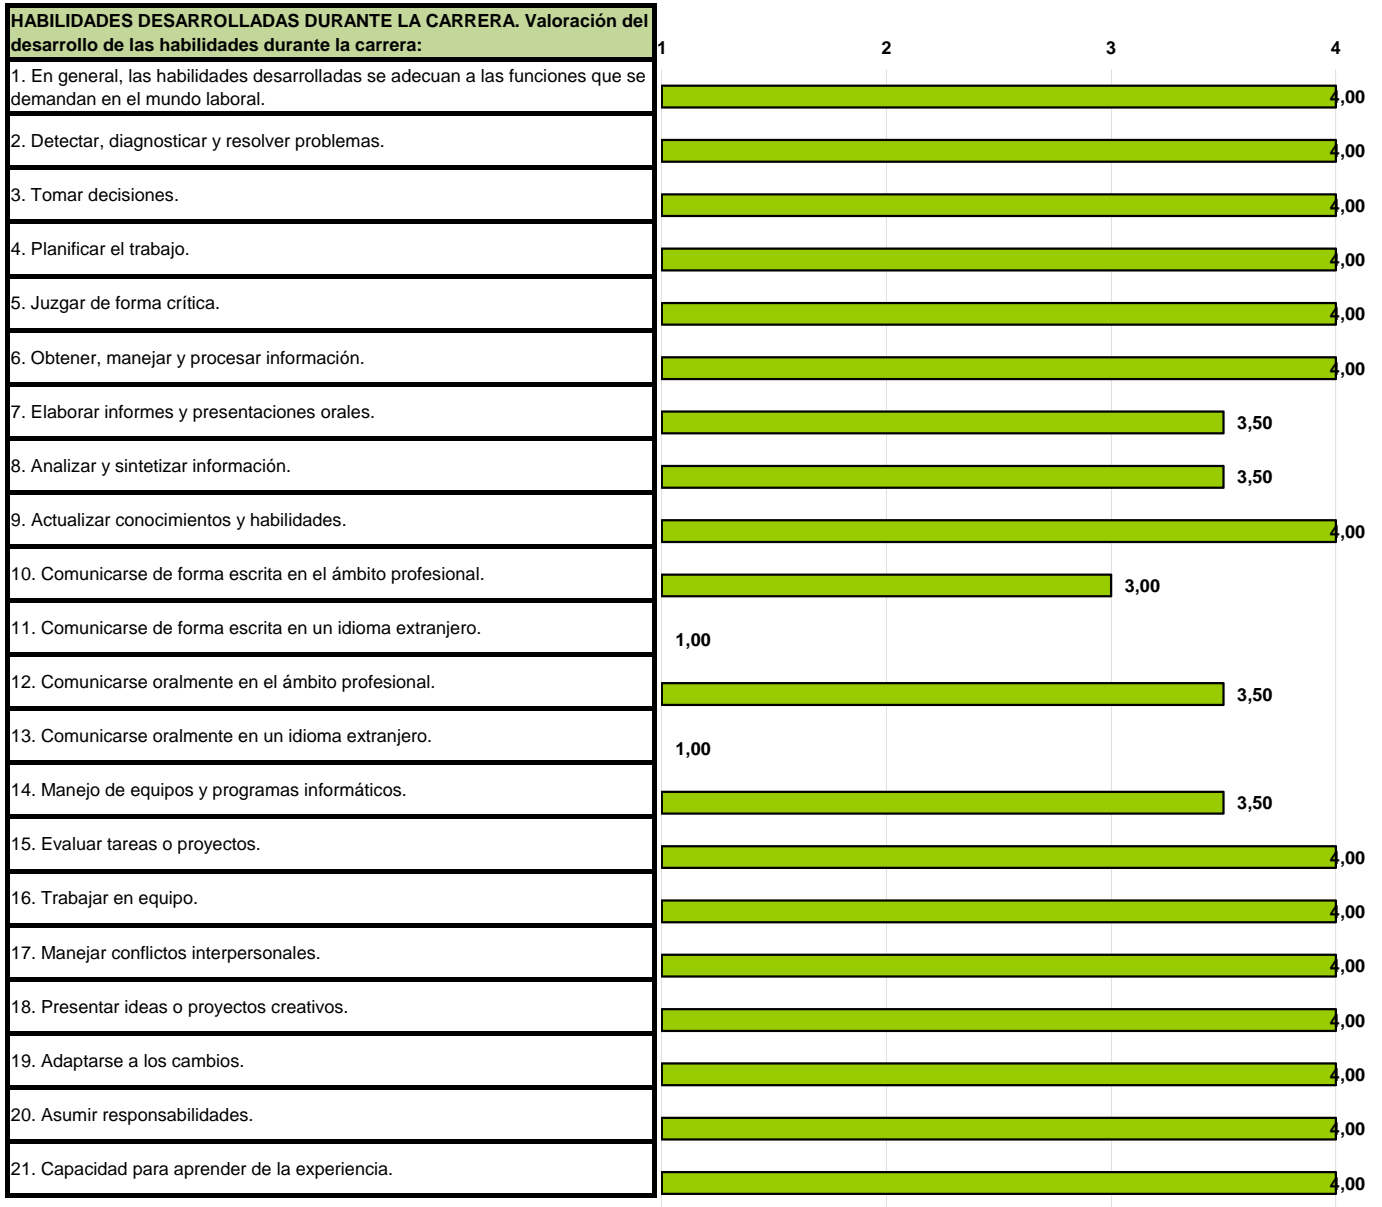 HABILIDADES DESARROLLADAS DURANTE LA CARRERA. Valoración del
desarrollo de las habilidades durante la carrera:
1 2 3 4
1. En general, las habilidades desarrolladas se adecuan a las funciones que se
demandan en el mundo laboral.
4,00
2. Detectar, diagnosticar y resolver problemas.
4,00
3. Tomar decisiones.
4,00
4. Planificar el trabajo.
4,00
5. Juzgar de forma crítica.
4,00
6. Obtener, manejar y procesar información.
4,00
7. Elaborar informes y presentaciones orales.
3,50
8. Analizar y sintetizar información.
3,50
9. Actualizar conocimientos y habilidades.
4,00
10. Comunicarse de forma escrita en el ámbito profesional.
3,00
11. Comunicarse de forma escrita en un idioma extranjero.
1,00
12. Comunicarse oralmente en el ámbito profesional.
3,50
13. Comunicarse oralmente en un idioma extranjero.
1,00
14. Manejo de equipos y programas informáticos.
3,50
15. Evaluar tareas o proyectos.
4,00
16. Trabajar en equipo.
4,00
17. Manejar conflictos interpersonales.
4,00
18. Presentar ideas o proyectos creativos.
4,00
19. Adaptarse a los cambios.
4,00
20. Asumir responsabilidades.
4,00
21. Capacidad para aprender de la experiencia.
4,00